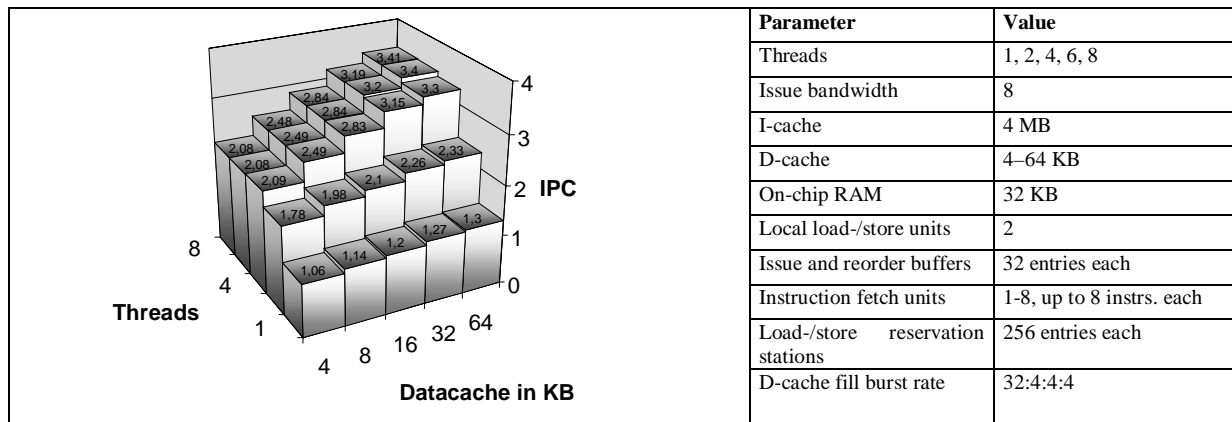 3,41
3,19
3,4
2,84
3,2
3,3
2,48
2,84
3,15
2,08
2,49
2,83
2,08
2,49
2,33
2,09
2,26
1,98
2,1
1,78
1,3
1,27
1,2
1,14
1,06
4
3
2
1
0
IPC
8
4
1
Threads
4
8
16
32
64
Datacache in KB
Parameter Value
Threads 1, 2, 4, 6, 8
Issue bandwidth 8
I-cache 4 MB
D-cache 4–64 KB
On-chip RAM 32 KB
Local load-/store units 2
Issue and reorder buffers 32 entries each
Instruction fetch units 1-8, up to 8 instrs. each
Load-/store reservation 256 entries each
stations
D-cache fill burst rate 32:4:4:4